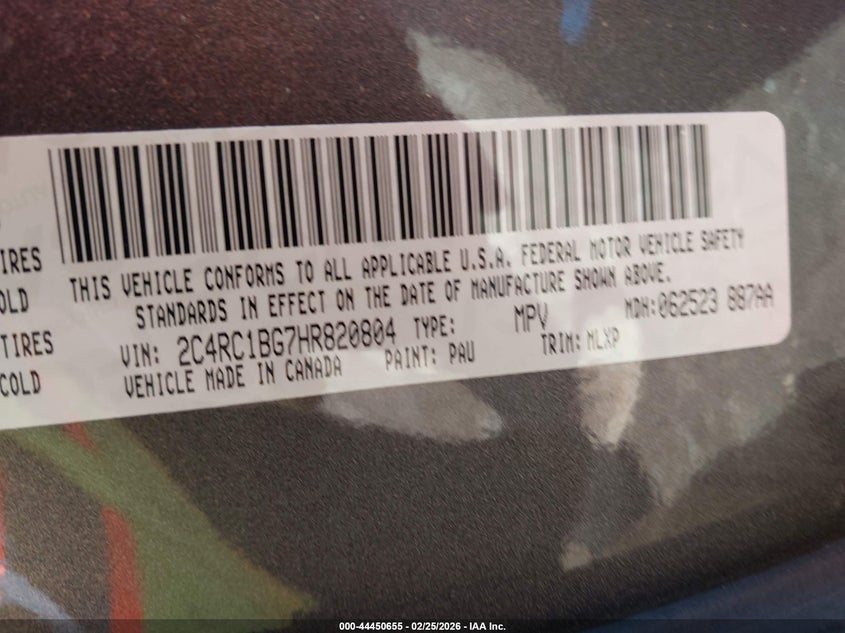 THIS VEHICLE CONFORMS TO ALL APPLICABLE U.S.A. FEDERAL MOTOR VEHICLE SAFETY
STANDARDS IN EFFECT ON THE DATE OF MANUFACTURE SHOWN ABOVE.
VIN: 2C4RC1BG7HR820804 TYPE: MPV MDH:062523 887AA
VEHICLE MADE IN CANADA PAINT: PAU TRIM: MLXP
IRES
OLD
TIRES
COLD
000-44450655 - 02/25/2026 - IAA Inc.